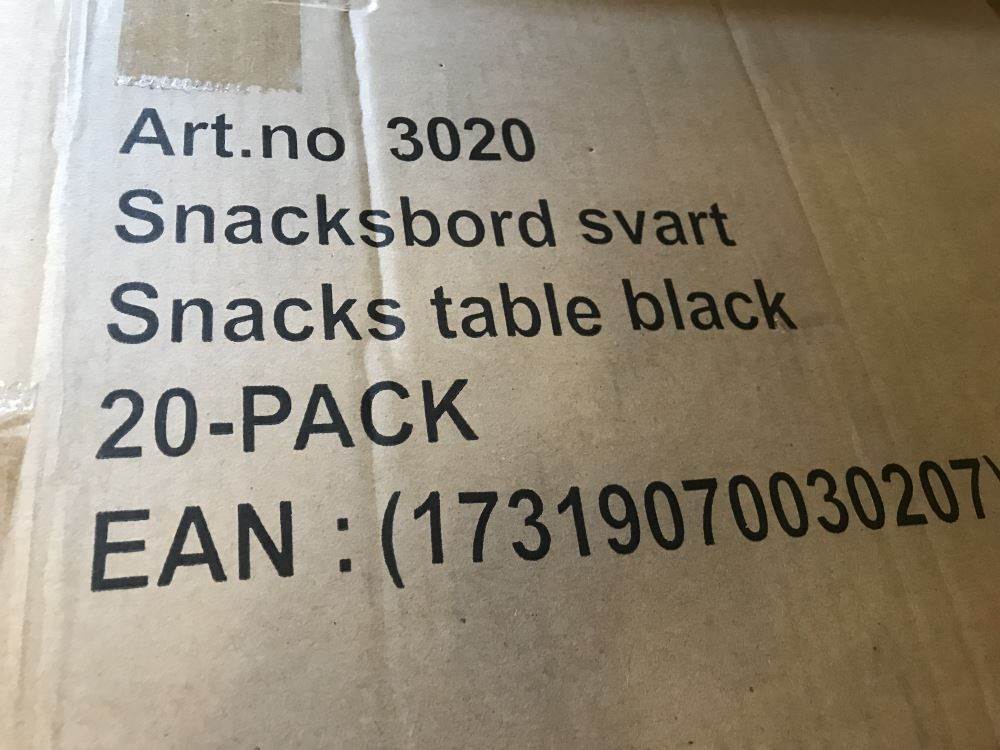 Art.no 3020
Snacksbord svart
Snacks table black
20-PACK
EAN : (17319070030207)